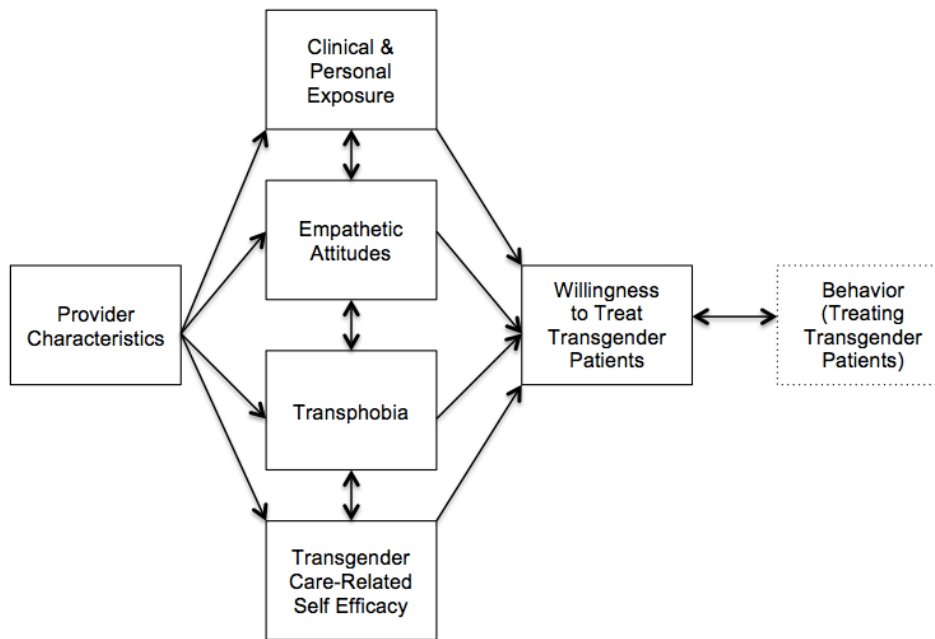 Clinical &
Personal
Exposure
Empathetic
Attitudes
Provider
Characteristics
Transphobia
Transgender
Care-Related
Self Efficacy
Willingness
to Treat
Transgender
Patients
Behavior
(Treating
Transgender
Patients)